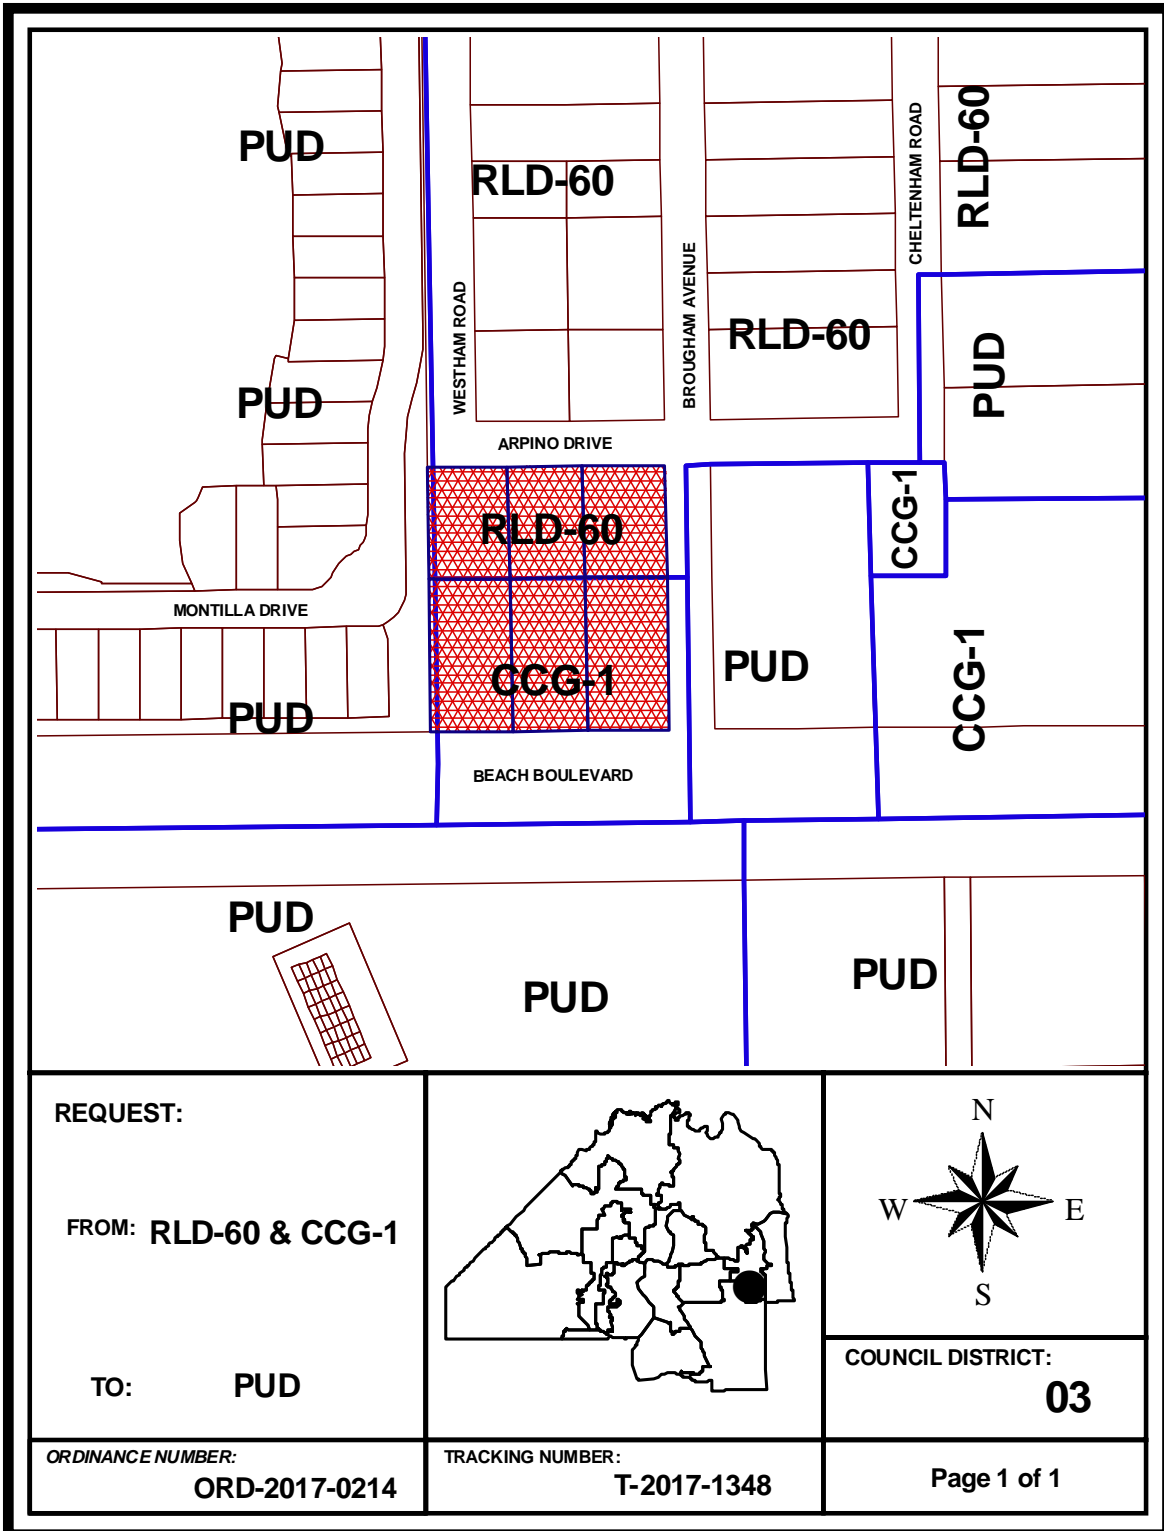 PUD
RLD-60
CHELTENHAM ROAD
RLD-60
WESTHAM ROAD
BROUGHAM AVENUE
RLD-60
PUD
PUD
ARPINO DRIVE
RLD-60
CCG-1
MONTILLA DRIVE
CCG-1
PUD
CCG-1
PUD
BEACH BOULEVARD
PUD
PUD
PUD
REQUEST:
FROM: RLD-60 & CCG-1
TO: PUD
N
W E
S
COUNCIL DISTRICT:
03
ORDINANCE NUMBER:
ORD-2017-0214
TRACKING NUMBER:
T-2017-1348
Page 1 of 1